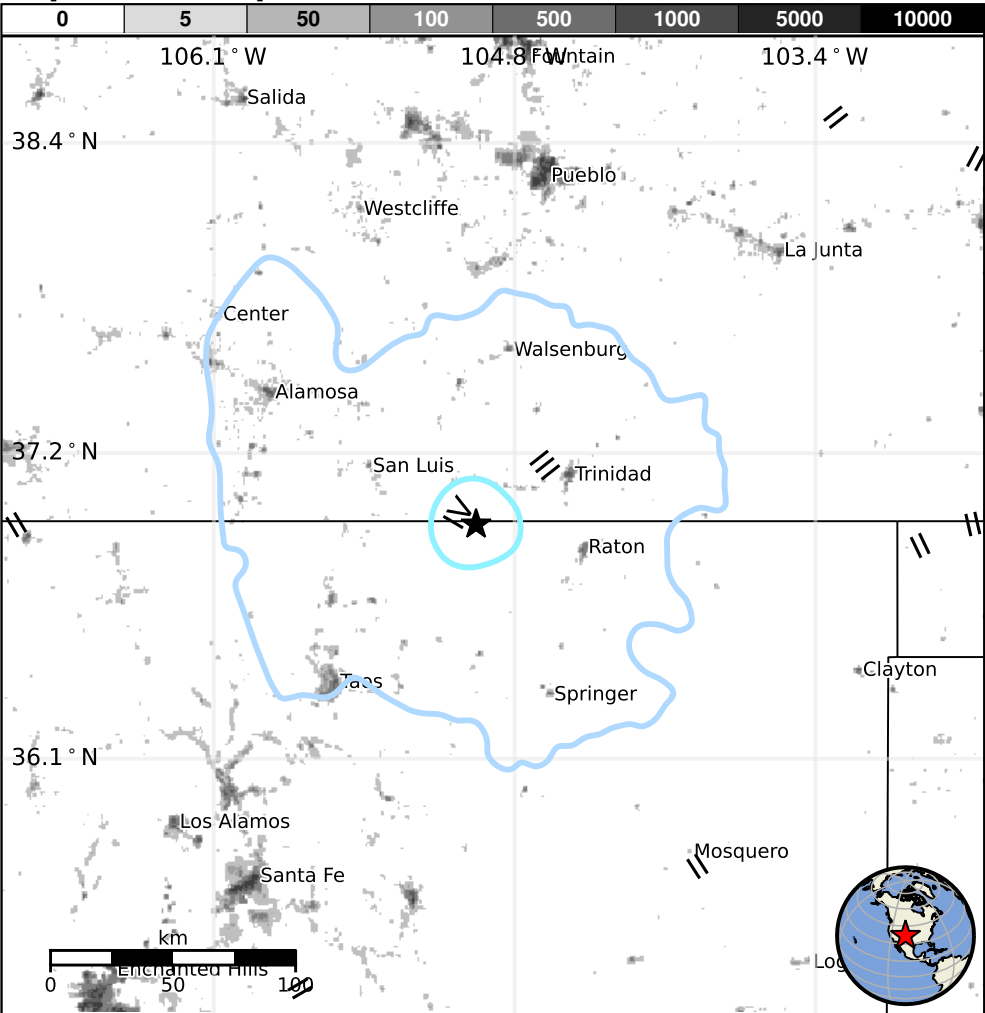 0 5 50 100 500 1000 5000 10000
106.1°W 104.8°W 103.4°W
Fountain
Salida
38.4°N
Pueblo
Westcliffe
La Junta
Center
Walsenburg
Alamosa
37.2°N
San Luis
Trinidad
Raton
Clayton
Taos
Springer
36.1°N
Los Alamos
Mosquero
Santa Fe
km
Enchanted Hills
0 50 100